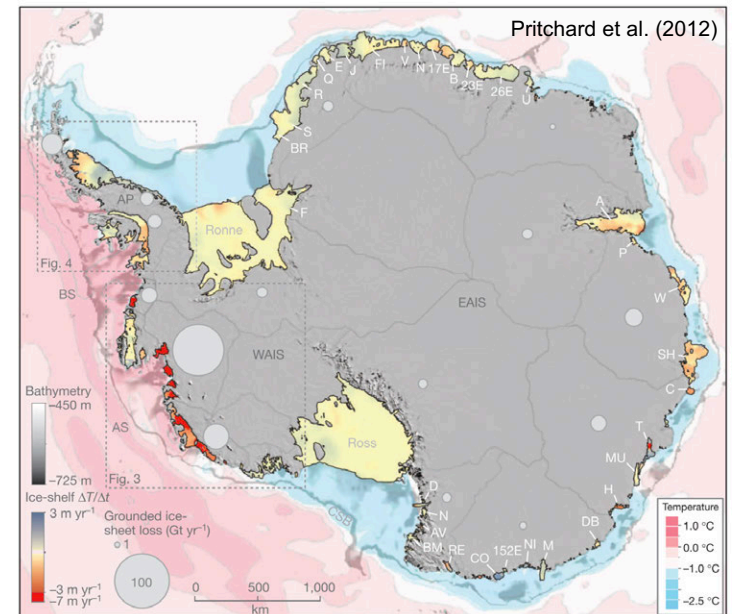 Pritchard et al. (2012)
E
J
FI
V
N
17E
B
23E
26E
U
Q
R
S
BR
AP
Ronne
F
A
P
Fig. 4
BS
EAIS
W
WAIS
SH
C
Bathymetry
−450 m
−725 m
AS
Ross
T
MU
Fig. 3
Ice-shelf ΔT/Δt
3 m yr⁻¹
−3 m yr⁻¹
−7 m yr⁻¹
Grounded ice-
sheet loss (Gt yr⁻¹)
1
100
0 500 1,000
km
CSB
D
N
AV
BM
RE
CO
152E
NI
M
DB
H
Temperature
1.0 °C
0.0 °C
−1.0 °C
−2.5 °C